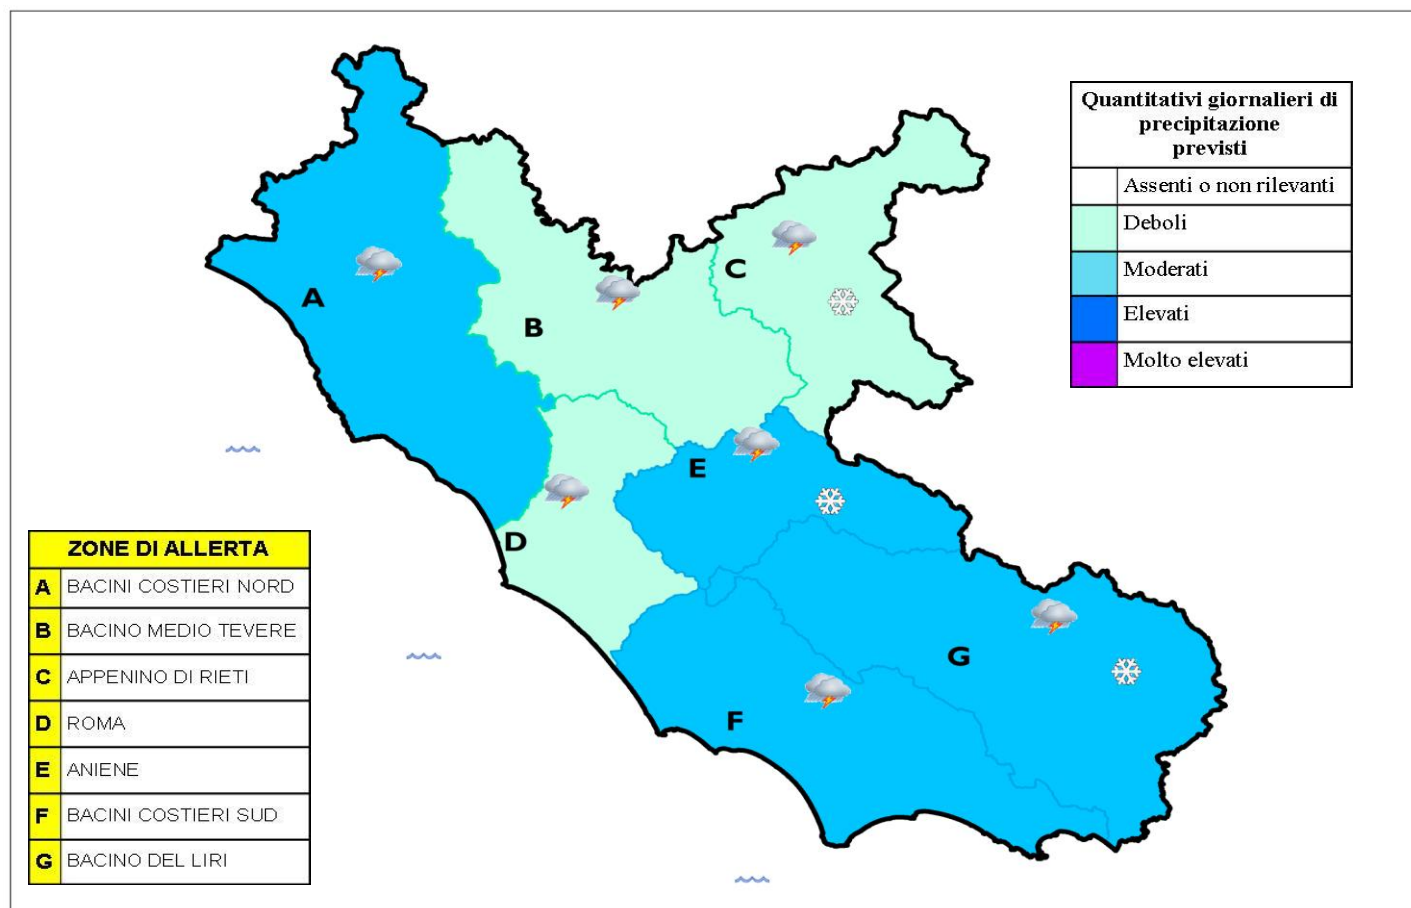 Quantitativi giornalieri di
precipitazione
previsti
Assenti o non rilevanti
Deboli
Moderati
Elevati
Molto elevati
A
B
C
D
E
F
G
ZONE DI ALLERTA
A BACINI COSTIERI NORD
B BACINO MEDIO TEVERE
C APPENINO DI RIETI
D ROMA
E ANIENE
F BACINI COSTIERI SUD
G BACINO DEL LIRI